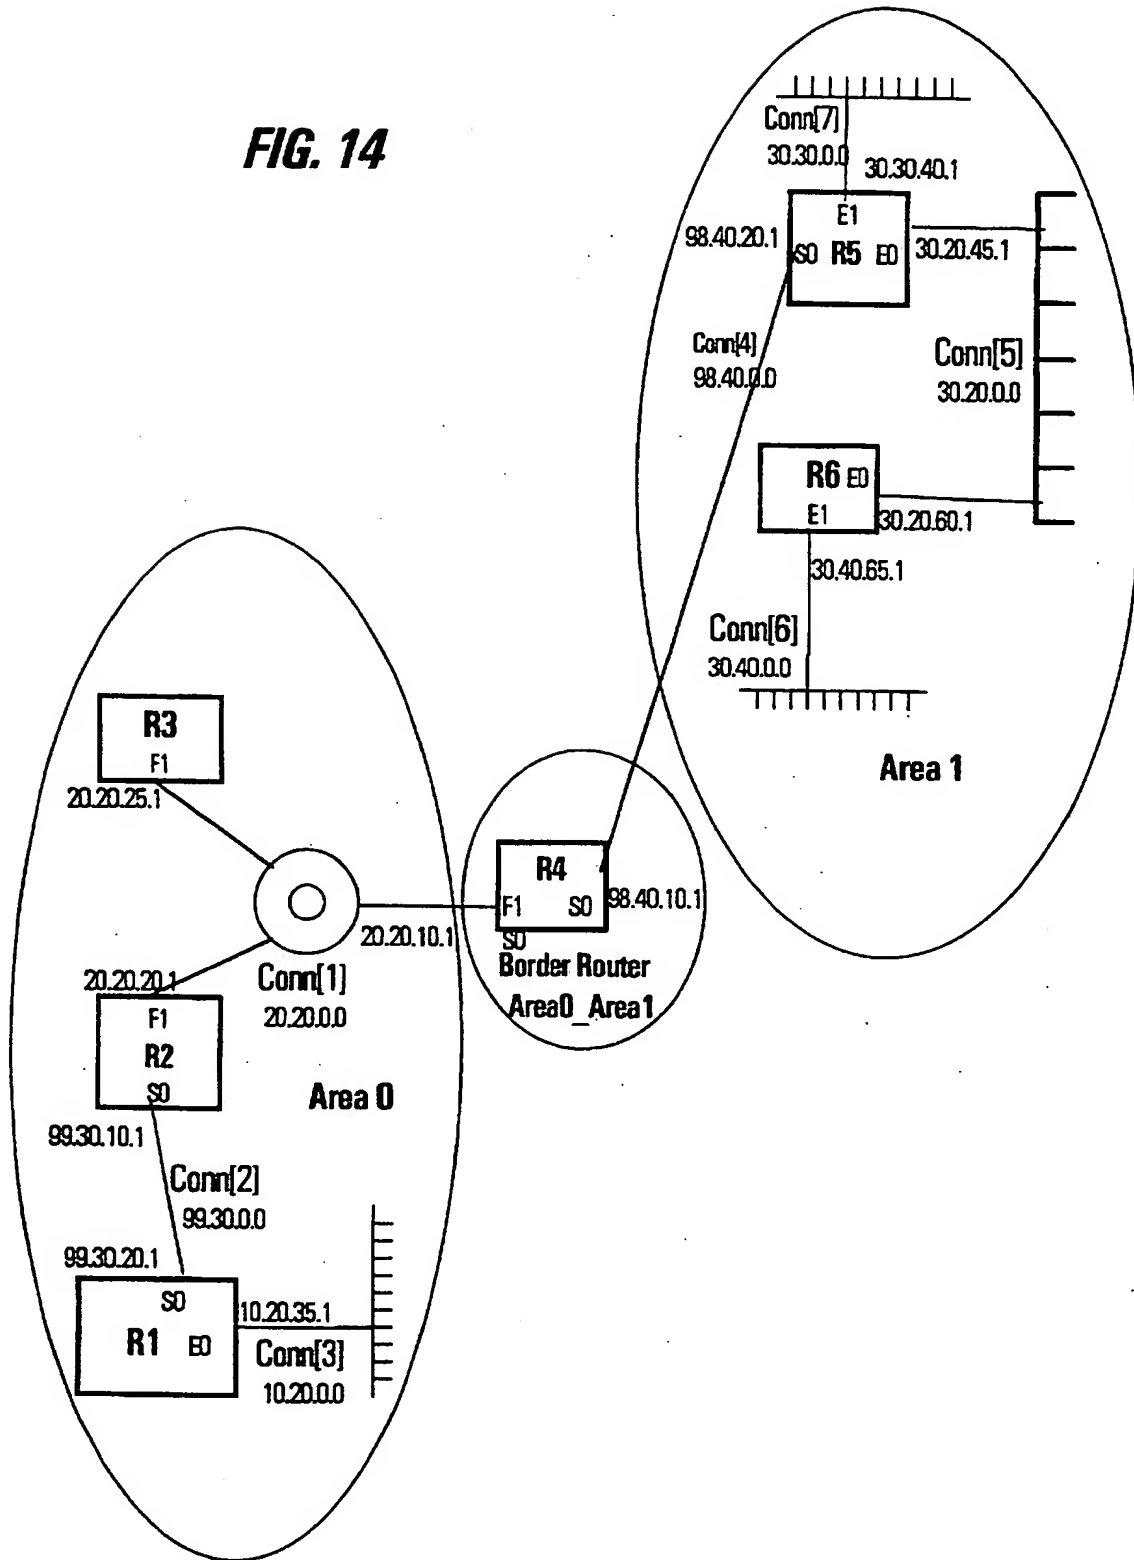 FIG. 14
Conn[7]
30.30.0.0
30.30.40.1
E1
98.40.20.1
S0 R5 E0
30.20.45.1
Conn[4]
98.40.0.0
Conn[5]
30.20.0.0
R6 E0
E1
30.20.60.1
30.40.65.1
Conn[6]
30.40.0.0
Area 1
R3
F1
20.20.25.1
R4
F1 S0
98.40.10.1
S0
Border Router
Area0_Area1
20.20.10.1
20.20.20.1
Conn[1]
20.20.0.0
F1
R2
S0
Area 0
99.30.10.1
Conn[2]
99.30.0.0
99.30.20.1
S0
R1 E0
10.20.35.1
Conn[3]
10.20.0.0